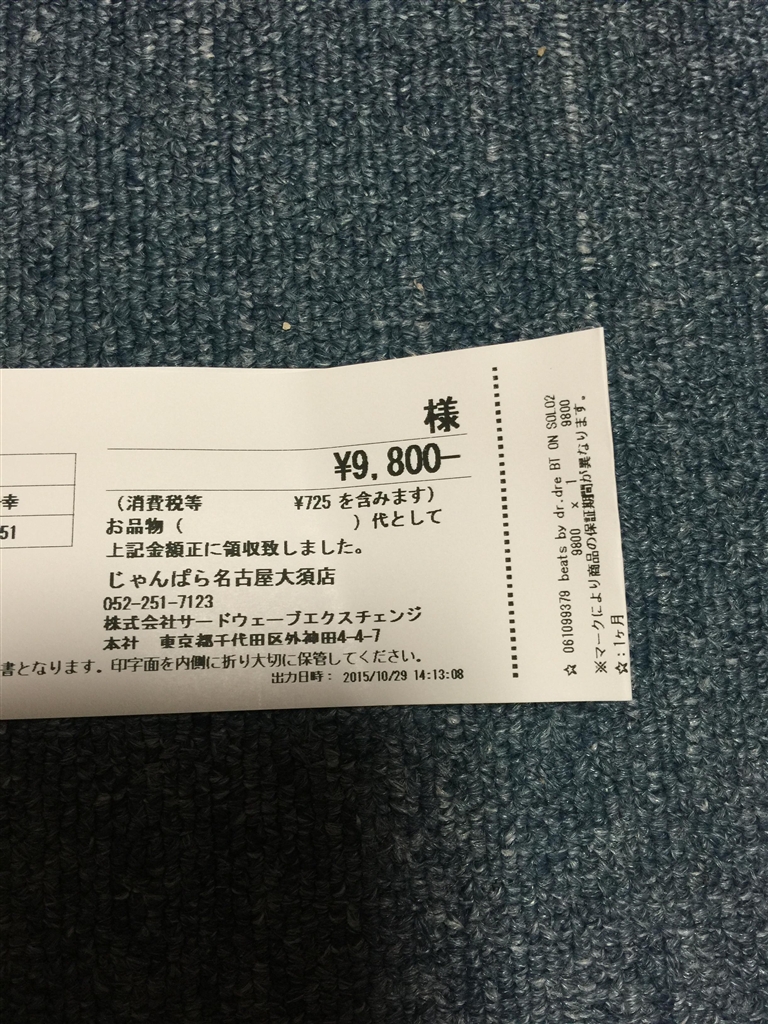 様
¥9,800-
(消費税等 ¥725 を含みます)
お品物( )代として
上記金額正に領収致しました。
じゃんぱら名古屋大須店
052-251-7123
株式会社サードウェーブエクスチェンジ
本社 東京都千代田区外神田4-4-7
書となります。印字面を内側に折り大切に保管してください。
出力日時: 2015/10/29 14:13:08
幸
51
☆ 061099379 beats by dr.dre BT ON SOLO2
9800 x 1 9800
※マークにより商品の保証期間が異なります。
☆:1ヶ月